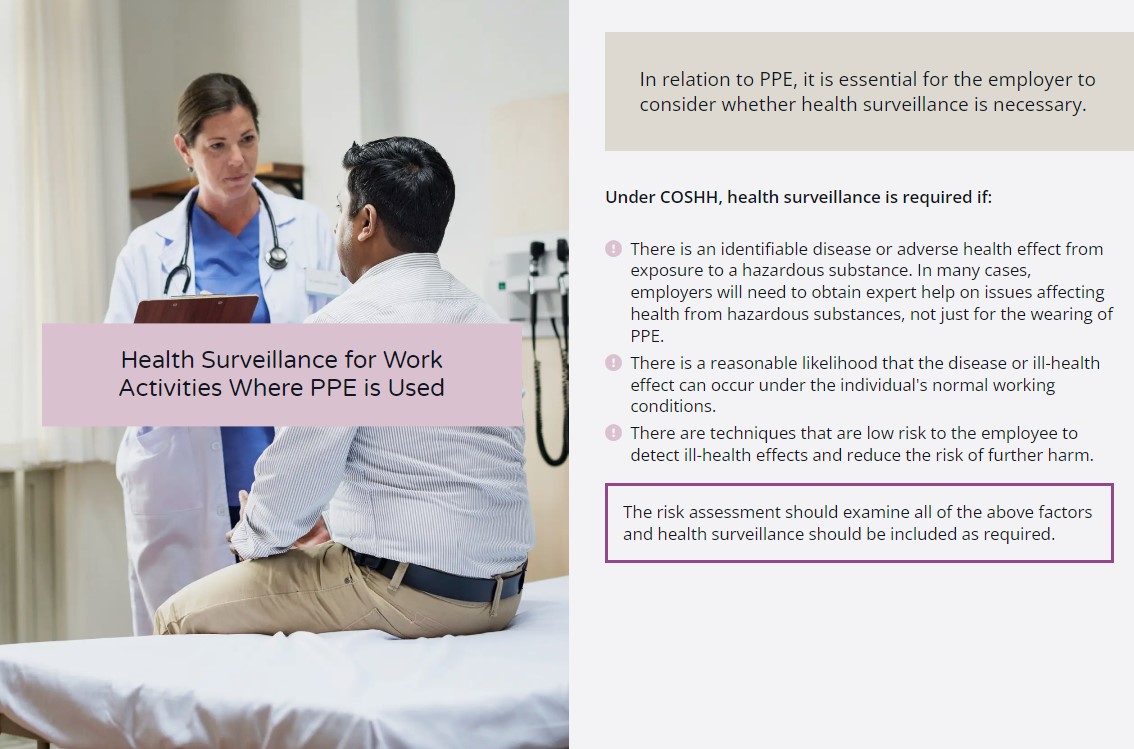 Health Surveillance for Work
Activities Where PPE is Used
In relation to PPE, it is essential for the employer to
consider whether health surveillance is necessary.
Under COSHH, health surveillance is required if:
There is an identifiable disease or adverse health effect from
exposure to a hazardous substance. In many cases,
employers will need to obtain expert help on issues affecting
health from hazardous substances, not just for the wearing of
PPE.
There is a reasonable likelihood that the disease or ill-health
effect can occur under the individual's normal working
conditions.
There are techniques that are low risk to the employee to
detect ill-health effects and reduce the risk of further harm.
The risk assessment should examine all of the above factors
and health surveillance should be included as required.